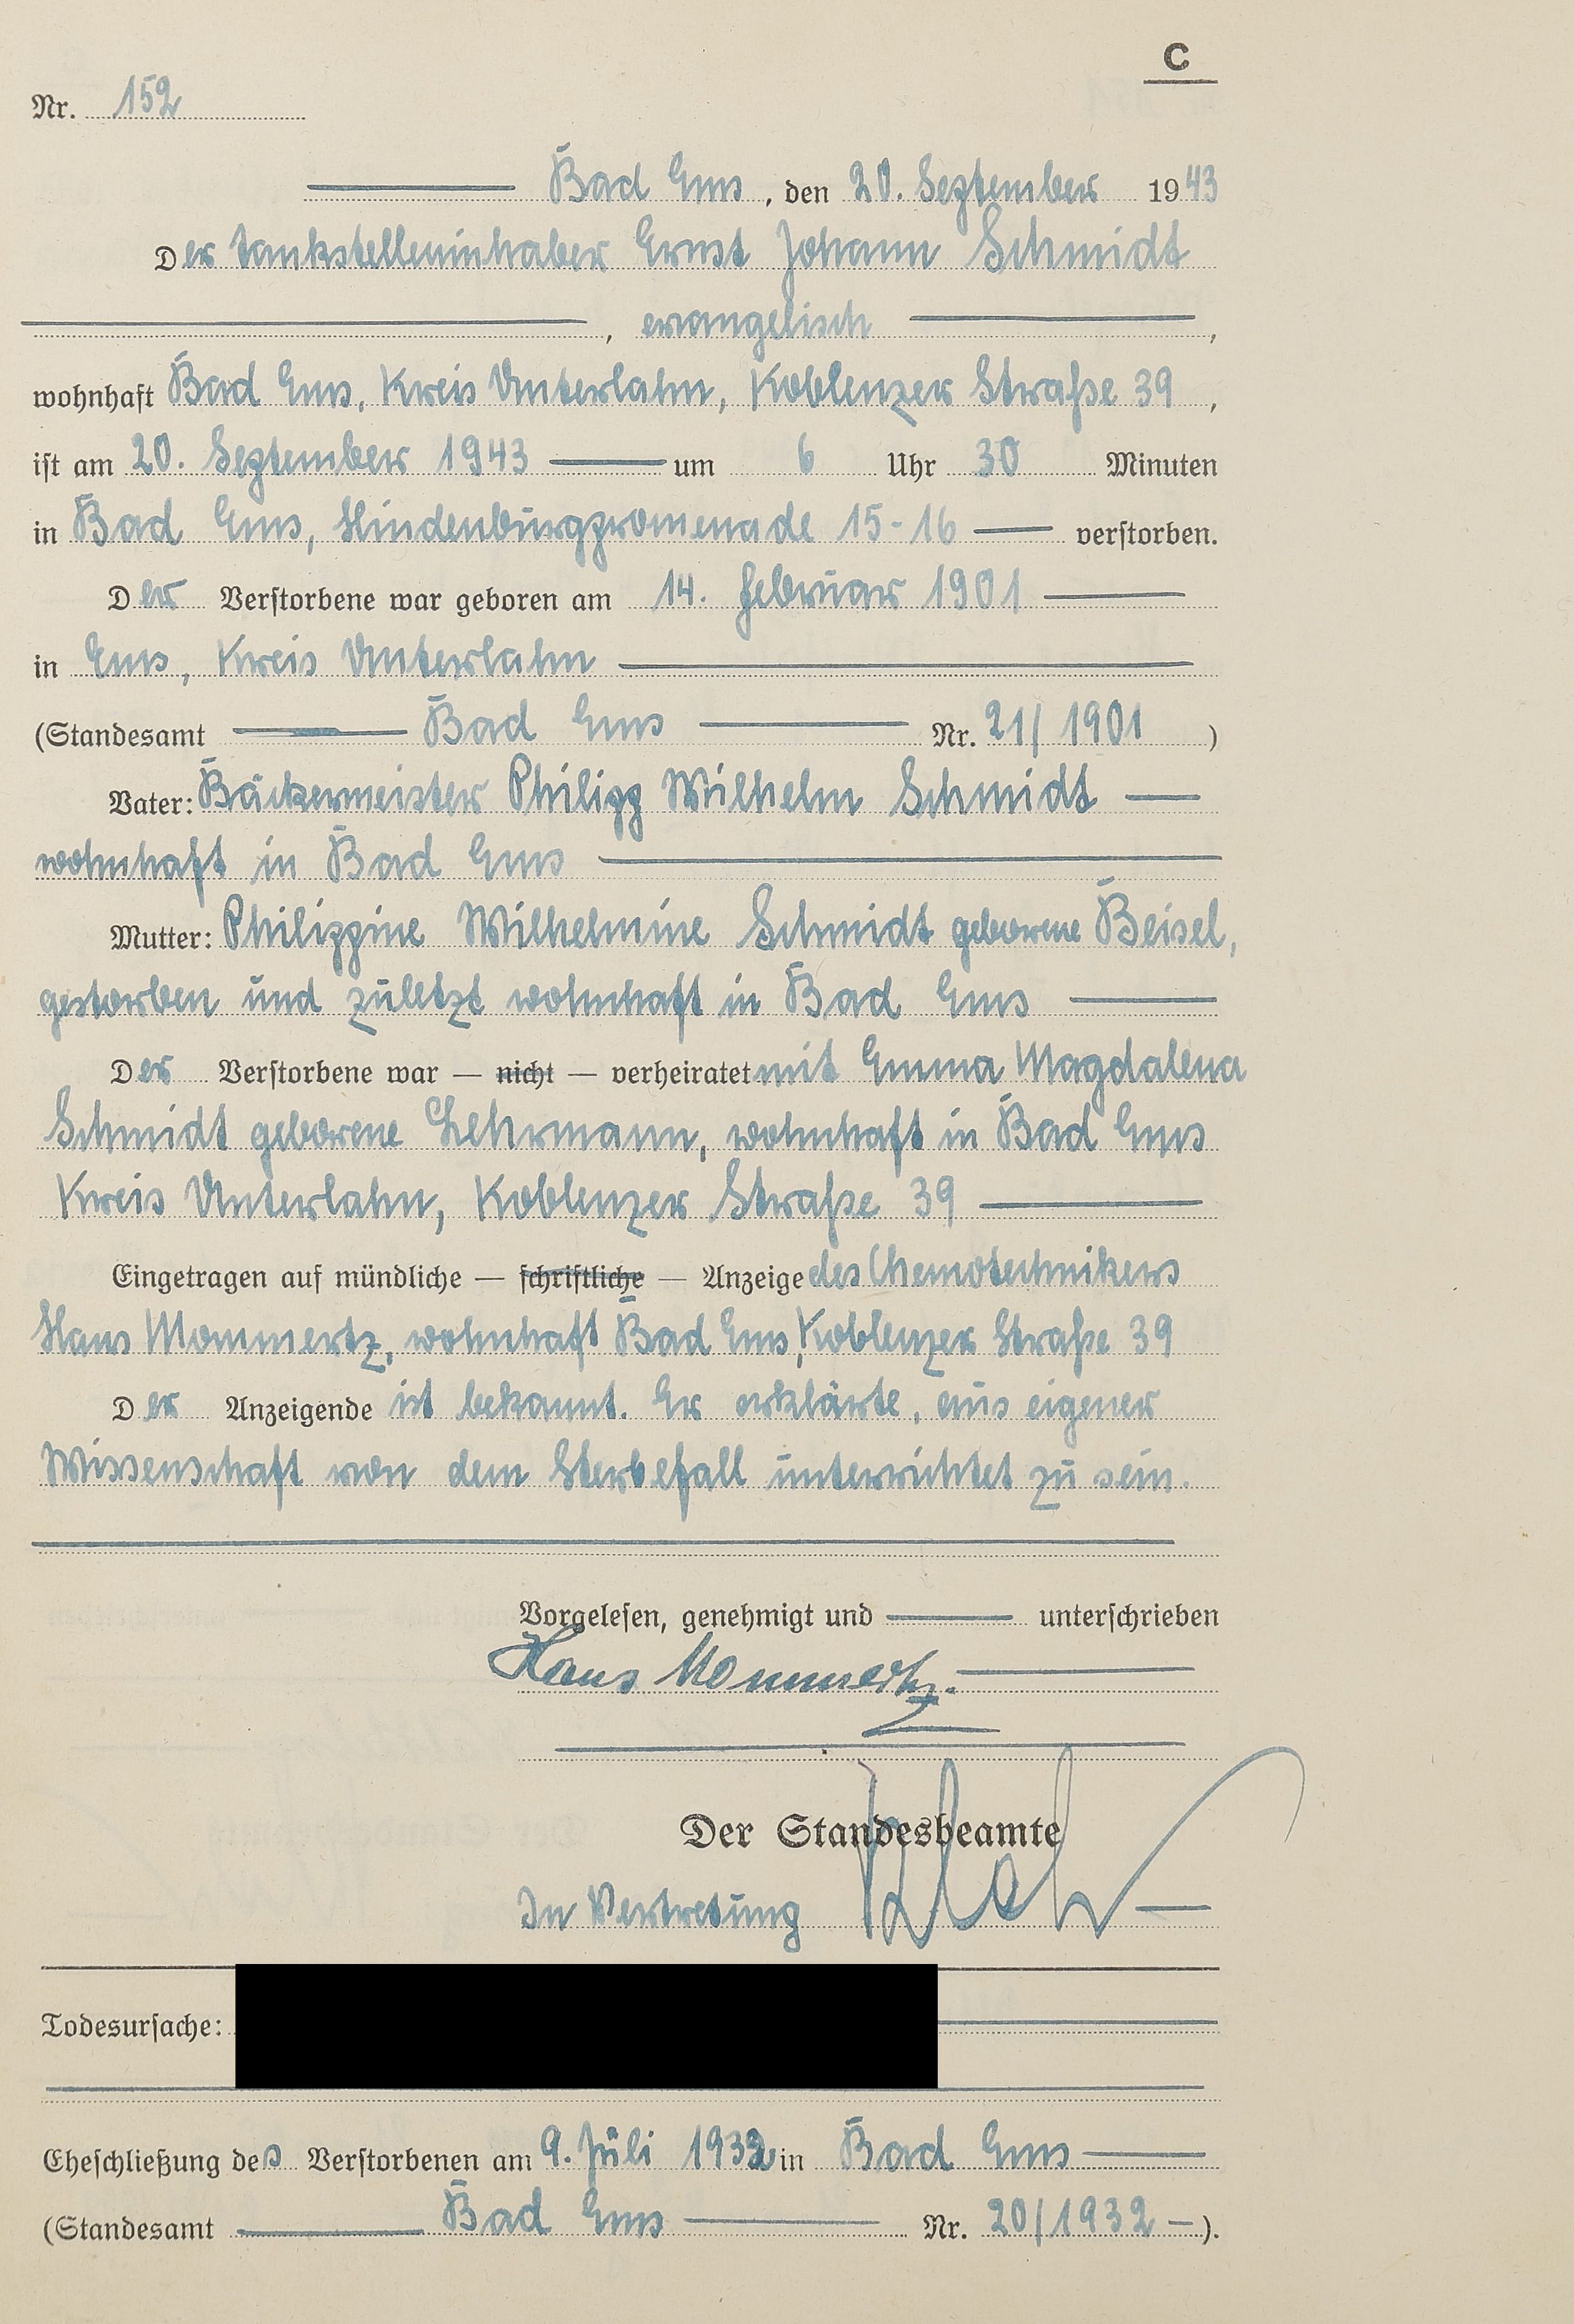 C
Nr. 152
Bad Ems, den 20. September 1943
Der Tankstelleninhaber Ernst Johann Schmidt
, evangelisch ,
wohnhaft Bad Ems, Kreis Unterlahn, Koblenzer Straße 39 ,
ist am 20. September 1943 um 6 Uhr 30 Minuten
in Bad Ems, Hindenburgpromenade 15-16 verstorben.
Der Verstorbene war geboren am 14. Februar 1901
in Ems, Kreis Unterlahn
(Standesamt Bad Ems Nr. 21/1901 )
Vater: Bäckermeister Philipp Wilhelm Schmidt
wohnhaft in Bad Ems
Mutter: Philippine Wilhelmine Schmidt geborene Beisel,
gestorben und zuletzt wohnhaft in Bad Ems
Der Verstorbene war — nicht — verheiratet mit Emma Magdalena
Schmidt geborene Lehrmann, wohnhaft in Bad Ems
Kreis Unterlahn, Koblenzer Straße 39
Eingetragen auf mündliche — schriftliche — Anzeige des Chemotechnikers
Hans Mommertz, wohnhaft Bad Ems, Koblenzer Straße 39
Der Anzeigende ist bekannt. Er erklärte, aus eigener
Wissenschaft von dem Sterbefall unterrichtet zu sein.
Vorgelesen, genehmigt und unterschrieben
Hans Mommertz.
Der Standesbeamte
In Vertretung
Todesursache:
Eheschließung des Verstorbenen am 9. Juli 1932 in Bad Ems
(Standesamt Bad Ems Nr. 20/1932 —).